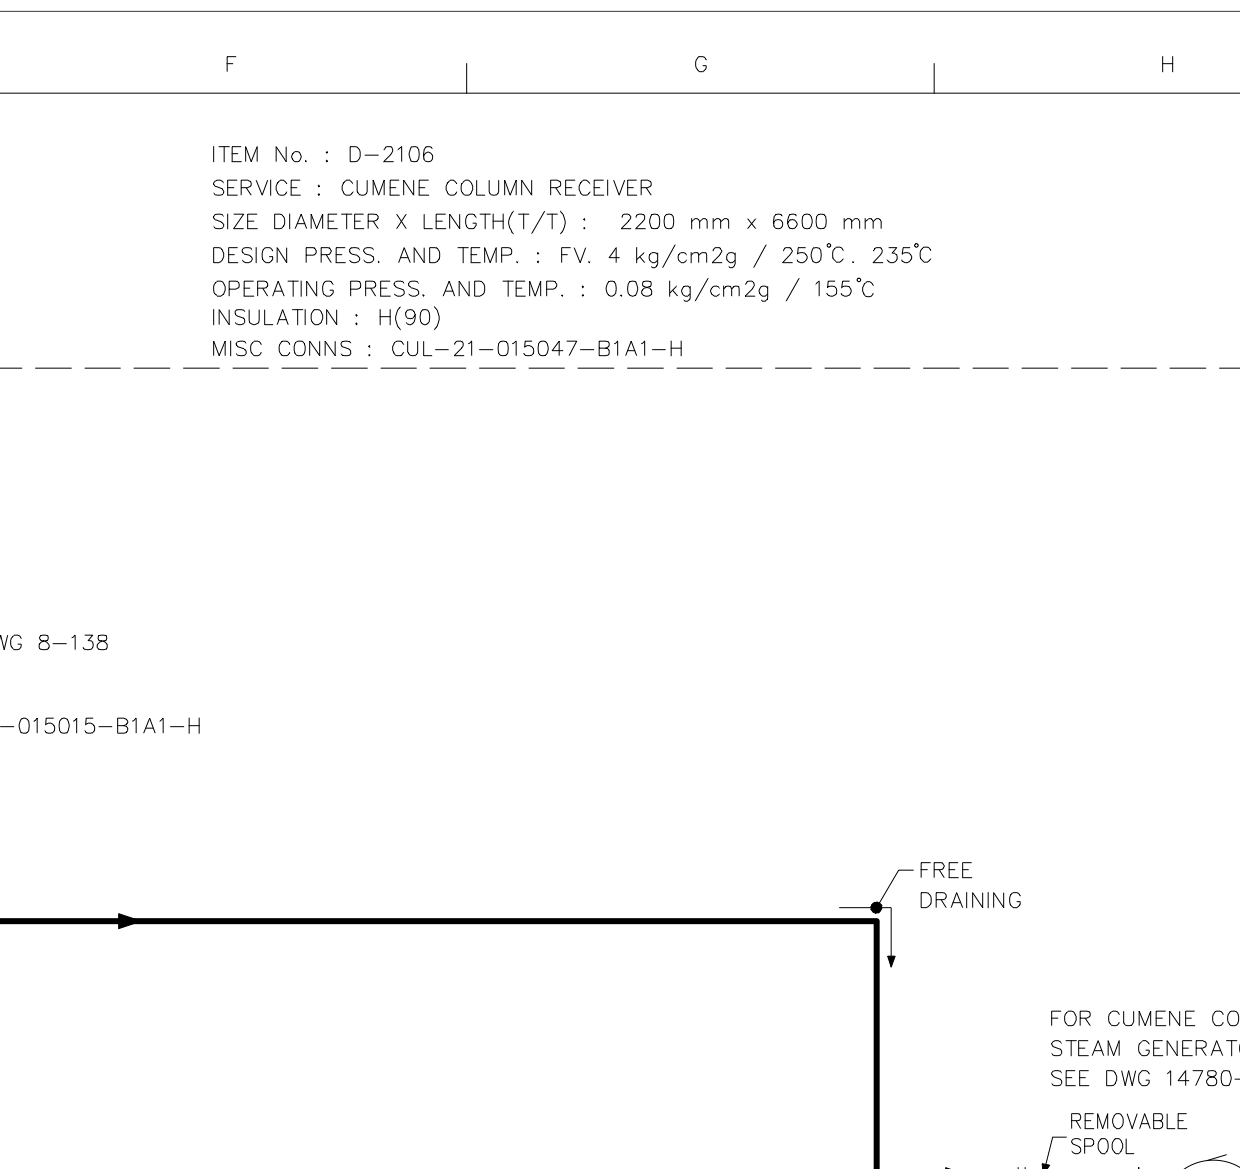 F G H
ITEM No. : D-2106
SERVICE : CUMENE COLUMN RECEIVER
SIZE DIAMETER X LENGTH(T/T) : 2200 mm x 6600 mm
DESIGN PRESS. AND TEMP. : FV. 4 kg/cm2g / 250°C. 235°C
OPERATING PRESS. AND TEMP. : 0.08 kg/cm2g / 155°C
INSULATION : H(90)
MISC CONNS : CUL-21-015047-B1A1-H
WG 8-138
-015015-B1A1-H
FREE
DRAINING
FOR CUMENE CO
STEAM GENERATO
SEE DWG 14780-
REMOVABLE
SPOOL